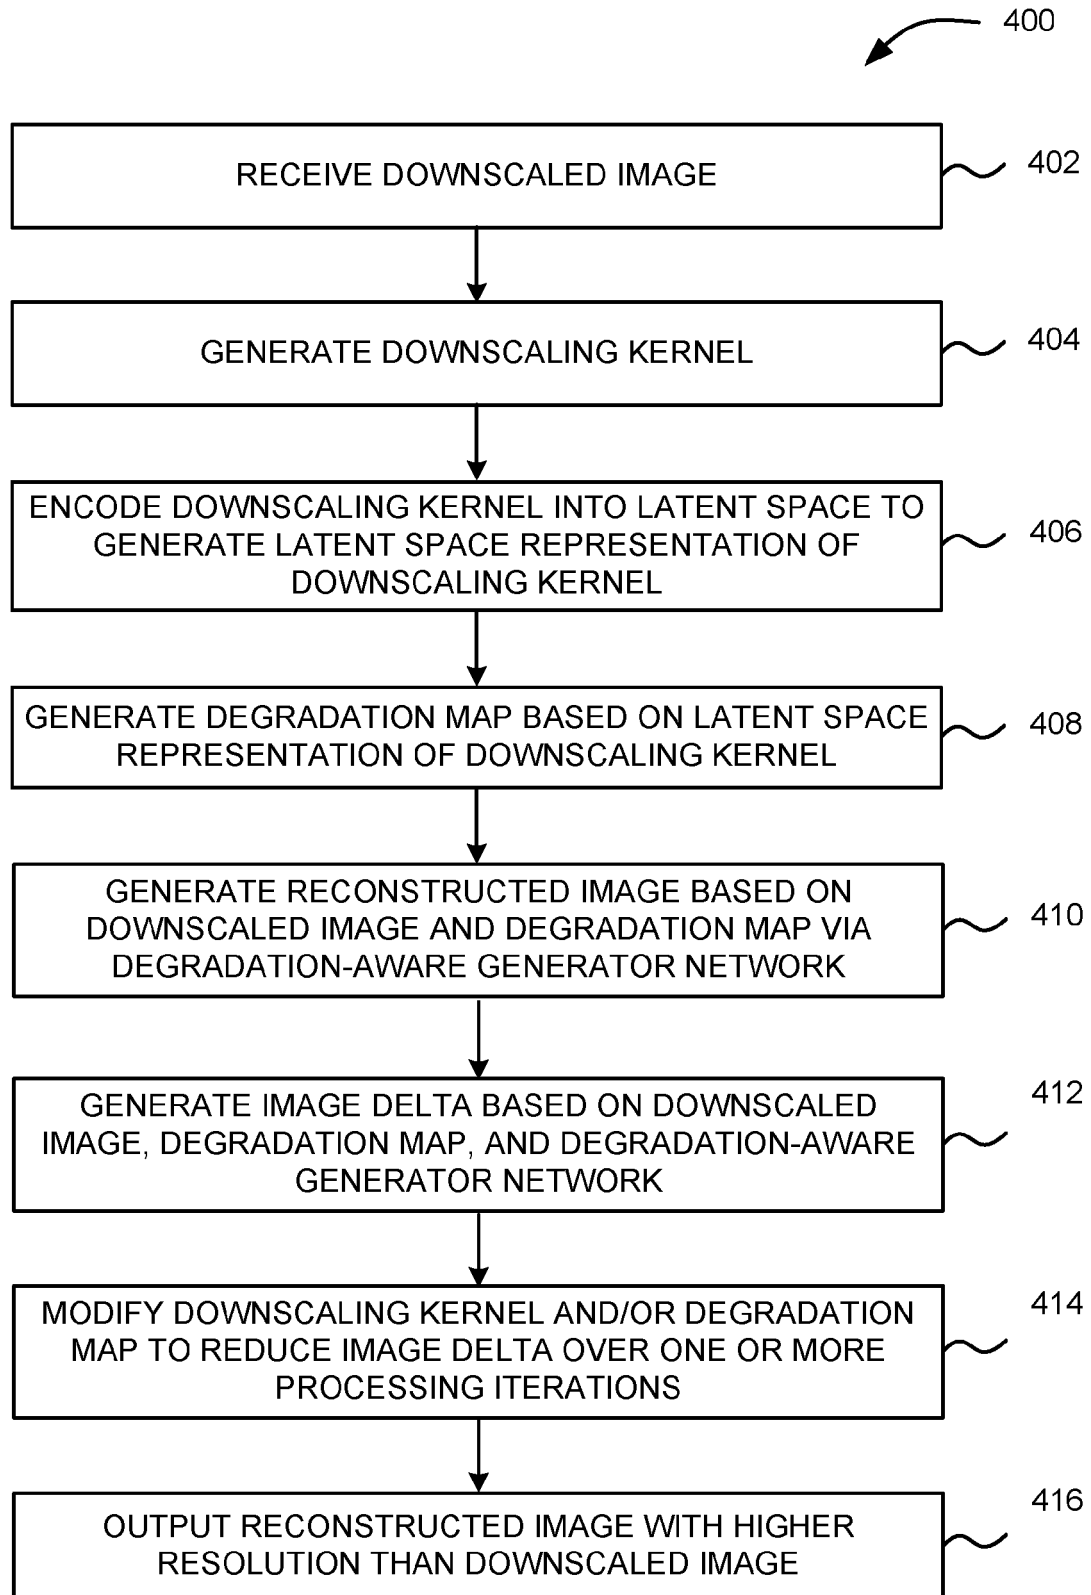 400
RECEIVE DOWNSCALED IMAGE
402
GENERATE DOWNSCALING KERNEL
404
ENCODE DOWNSCALING KERNEL INTO LATENT SPACE TO
GENERATE LATENT SPACE REPRESENTATION OF
DOWNSCALING KERNEL
406
GENERATE DEGRADATION MAP BASED ON LATENT SPACE
REPRESENTATION OF DOWNSCALING KERNEL
408
GENERATE RECONSTRUCTED IMAGE BASED ON
DOWNSCALED IMAGE AND DEGRADATION MAP VIA
DEGRADATION-AWARE GENERATOR NETWORK
410
GENERATE IMAGE DELTA BASED ON DOWNSCALED
IMAGE, DEGRADATION MAP, AND DEGRADATION-AWARE
GENERATOR NETWORK
412
MODIFY DOWNSCALING KERNEL AND/OR DEGRADATION
MAP TO REDUCE IMAGE DELTA OVER ONE OR MORE
PROCESSING ITERATIONS
414
OUTPUT RECONSTRUCTED IMAGE WITH HIGHER
RESOLUTION THAN DOWNSCALED IMAGE
416